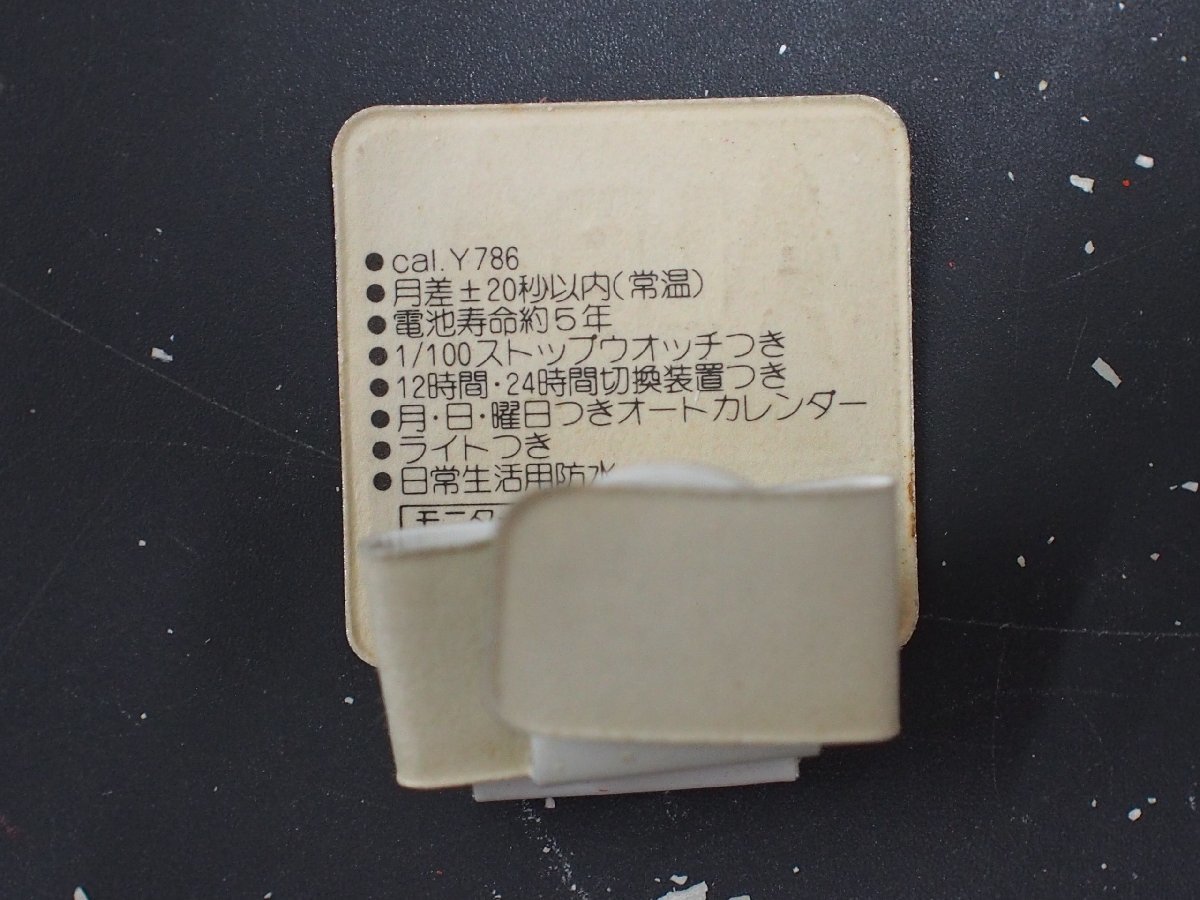 ●cal.Y786
●月差±20秒以内(常温)
●電池寿命約5年
●1/100ストップウオッチつき
●12時間・24時間切換装置つき
●月・日・曜日つきオートカレンダー
●ライトつき
●日常生活用防水
モニタ